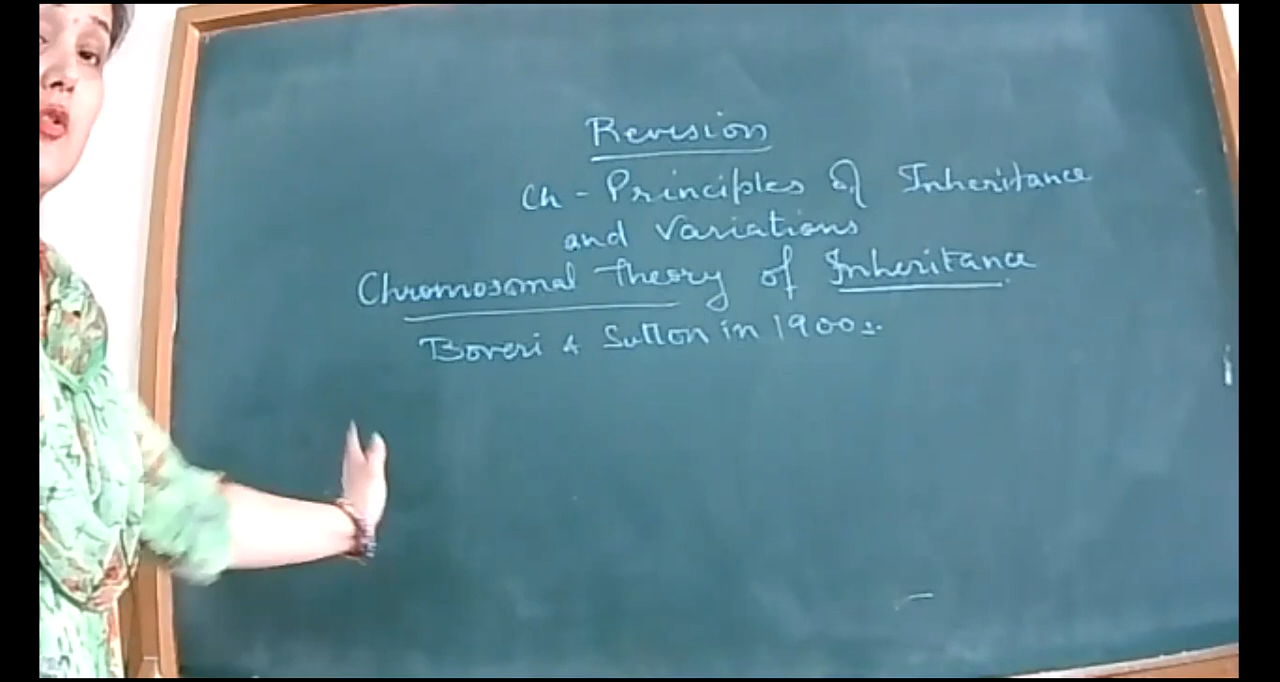 Revision
Ch - Principles of Inheritance
and Variations
Chromosomal Theory of Inheritance
Boveri & Sutton in 1900s.